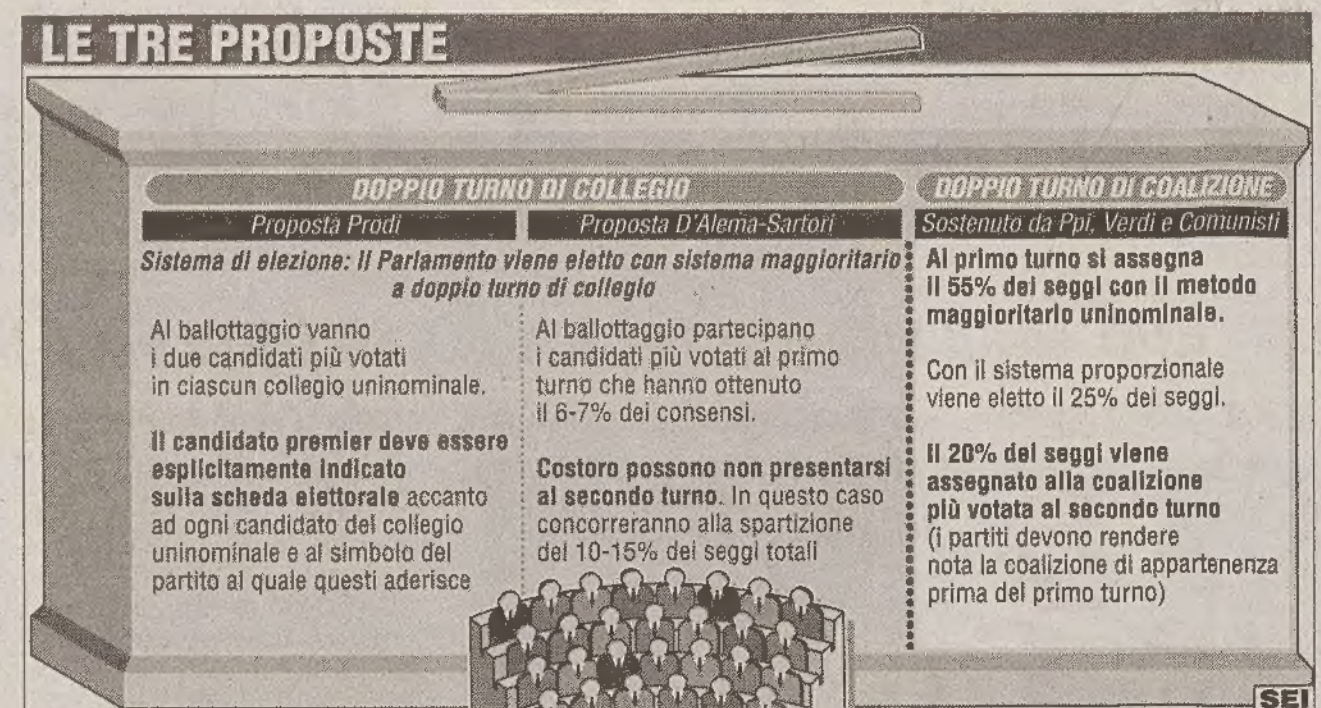 LE TRE PROPOSTE
DOPPIO TURNO DI COLLEGIO
Proposta Prodi
Proposta D'Alema-Sartori
Sistema di elezione: Il Parlamento viene eletto con sistema maggioritario
a doppio turno di collegio
Al ballottaggio vanno
i due candidati più votati
in ciascun collegio uninominale.
Il candidato premier deve essere
esplicitamente indicato
sulla scheda elettorale accanto
ad ogni candidato del collegio
uninominale e al simbolo del
partito al quale questi aderisce
Al ballottaggio partecipano
i candidati più votati al primo
turno che hanno ottenuto
il 6-7% dei consensi.
Costoro possono non presentarsi
al secondo turno. In questo caso
concorreranno alla spartizione
del 10-15% dei seggi totali
DOPPIO TURNO DI COALIZIONE
Sostenuto da Ppi, Verdi e Comunisti
Al primo turno si assegna
il 55% dei seggi con il metodo
maggioritario uninominale.
Con il sistema proporzionale
viene eletto il 25% dei seggi.
Il 20% dei seggi viene
assegnato alla coalizione
più votata al secondo turno
(i partiti devono rendere
nota la coalizione di appartenenza
prima del primo turno)
SEI